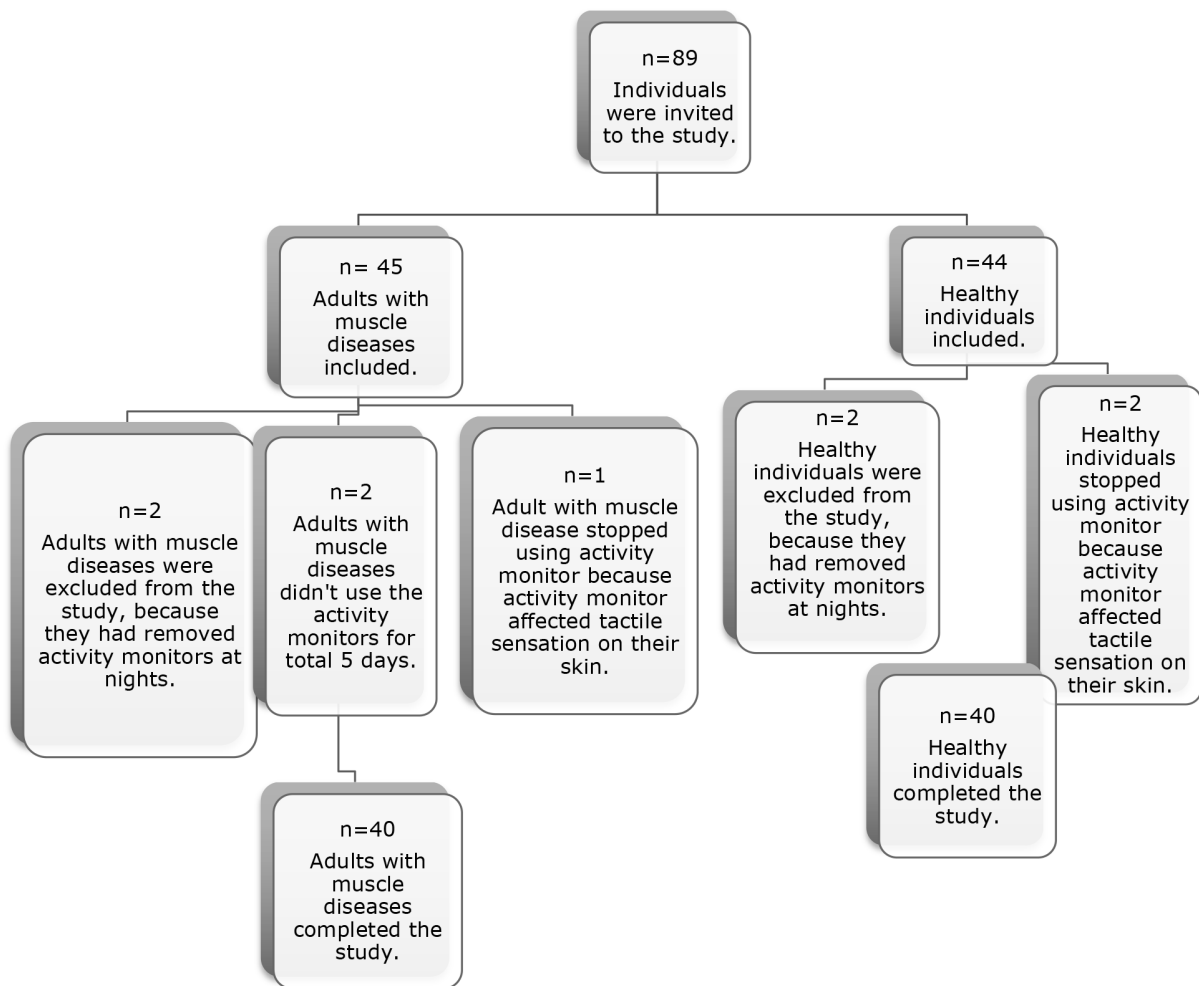 n=89
Individuals
were invited
to the study.
n= 45
Adults with
muscle
diseases
included.
n=44
Healthy
individuals
included.
n=2
Adults with muscle
diseases were
excluded from the
study, because
they had removed
activity monitors at
nights.
n=2
Adults with
muscle
diseases
didn't use the
activity
monitors for
total 5 days.
n=1
Adult with muscle
disease stopped
using activity
monitor because
activity monitor
affected tactile
sensation on their
skin.
n=2
Healthy
individuals were
excluded from
the study,
because they
had removed
activity monitors
at nights.
n=2
Healthy
individuals
stopped
using activity
monitor
because
activity
monitor
affected
tactile
sensation on
their skin.
n=40
Adults with
muscle
diseases
completed the
study.
n=40
Healthy
individuals
completed the
study.